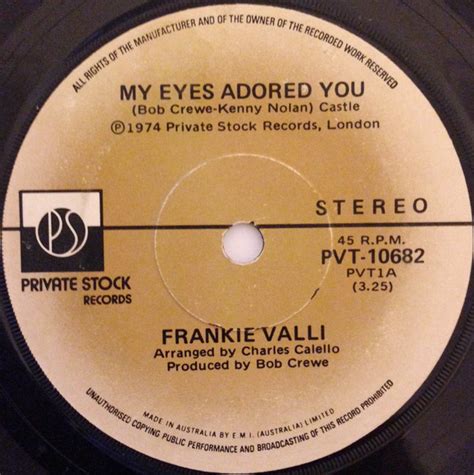 ALL RIGHTS OF THE MANUFACTURER AND OF THE OWNER OF THE RECORDED WORK RESERVED
MY EYES ADORED YOU
(Bob Crewe-Kenny Nolan) Castle
Ⓟ1974 Private Stock Records, London
STEREO
PS
45 R.P.M.
PVT-10682
PVT1A
(3.25)
PRIVATE STOCK
RECORDS
FRANKIE VALLI
Arranged by Charles Calello
Produced by Bob Crewe
MADE IN AUSTRALIA BY E.M.I. (AUSTRALIA) LIMITED
UNAUTHORISED COPYING PUBLIC PERFORMANCE AND BROADCASTING OF THIS RECORD PROHIBITED